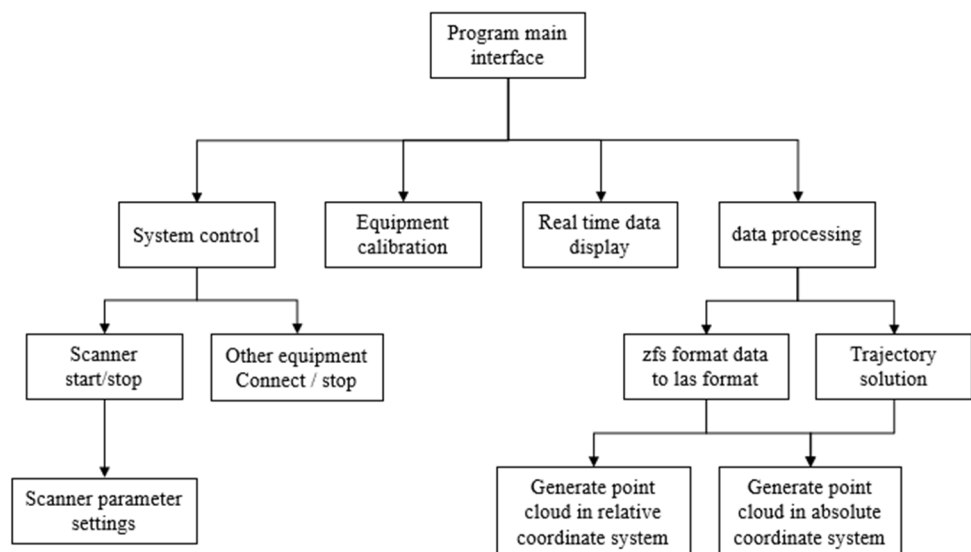 Program main
interface
System control
Equipment
calibration
Real time data
display
data processing
Scanner
start/stop
Other equipment
Connect / stop
zfs format data
to las format
Trajectory
solution
Scanner parameter
settings
Generate point
cloud in relative
coordinate system
Generate point
cloud in absolute
coordinate system